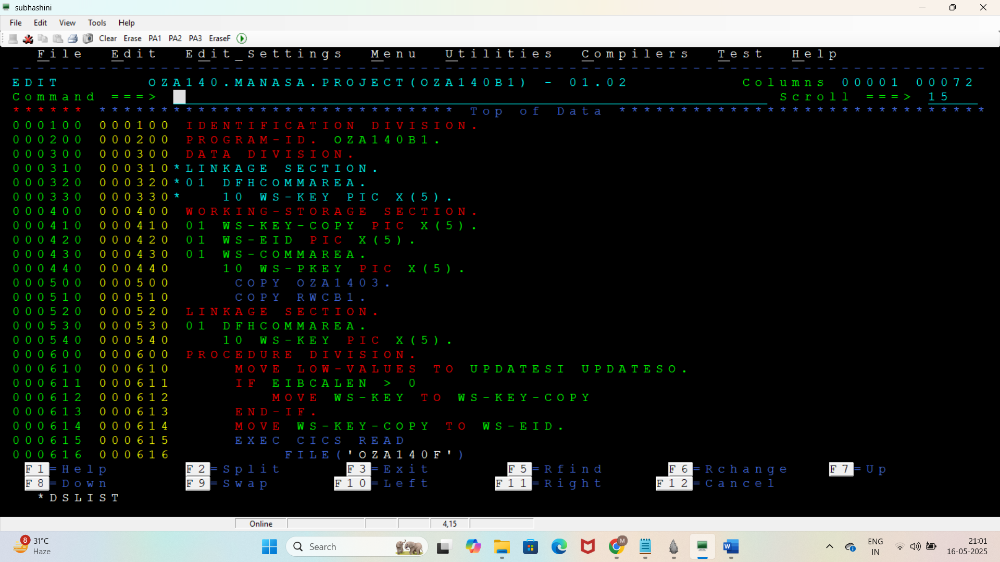 subhashini
File Edit View Tools Help
Clear Erase PA1 PA2 PA3 EraseF
File Edit Edit_Settings Menu Utilities Compilers Test Help
EDIT OZA140.MANASA.PROJECT(OZA140B1) - 01.02 Columns 00001 00072
Command ===> Scroll ===> 15
****** **************************** Top of Data ******************************
000100 000100 IDENTIFICATION DIVISION.
000200 000200 PROGRAM-ID. OZA140B1.
000300 000300 DATA DIVISION.
000310 000310*LINKAGE SECTION.
000320 000320*01 DFHCOMMAREA.
000330 000330*   10 WS-KEY PIC X(5).
000400 000400 WORKING-STORAGE SECTION.
000410 000410 01 WS-KEY-COPY PIC X(5).
000420 000420 01 WS-EID PIC X(5).
000430 000430 01 WS-COMMAREA.
000440 000440    10 WS-PKEY PIC X(5).
000500 000500     COPY OZA1403.
000510 000510     COPY RWCB1.
000520 000520 LINKAGE SECTION.
000530 000530 01 DFHCOMMAREA.
000540 000540    10 WS-KEY PIC X(5).
000600 000600 PROCEDURE DIVISION.
000610 000610     MOVE LOW-VALUES TO UPDATESI UPDATESO.
000611 000611     IF EIBCALEN > 0
000612 000612        MOVE WS-KEY TO WS-KEY-COPY
000613 000613     END-IF.
000614 000614     MOVE WS-KEY-COPY TO WS-EID.
000615 000615     EXEC CICS READ
000616 000616         FILE('OZA140F')
F1=Help F2=Split F3=Exit F5=Rfind F6=Rchange F7=Up
F8=Down F9=Swap F10=Left F11=Right F12=Cancel
*DSLIST
Online 4,15
8 31°C
Haze
Search
M
W
ENG
IN
21:01
16-05-2025